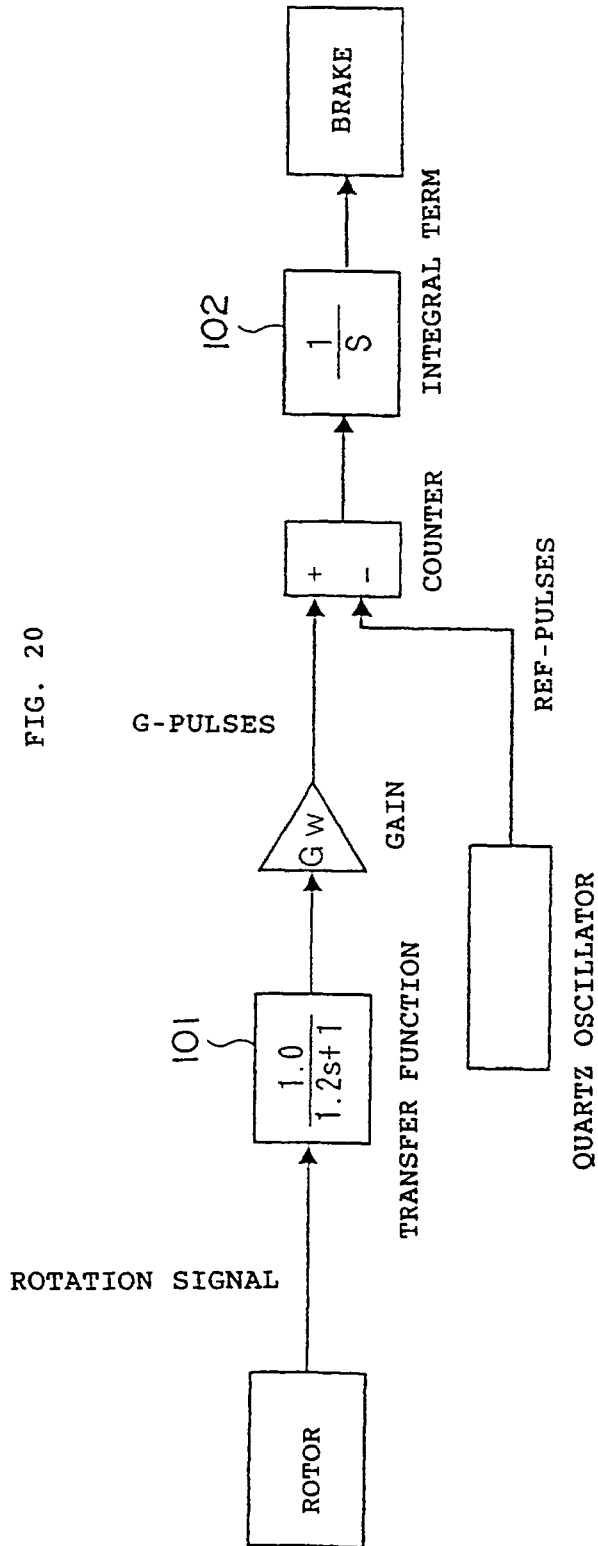 FIG. 20
ROTOR
ROTATION SIGNAL
101
1.0
1.2s+1
TRANSFER FUNCTION
Gw
GAIN
G-PULSES
QUARTZ OSCILLATOR
REF-PULSES
+
-
COUNTER
102
1
S
INTEGRAL TERM
BRAKE